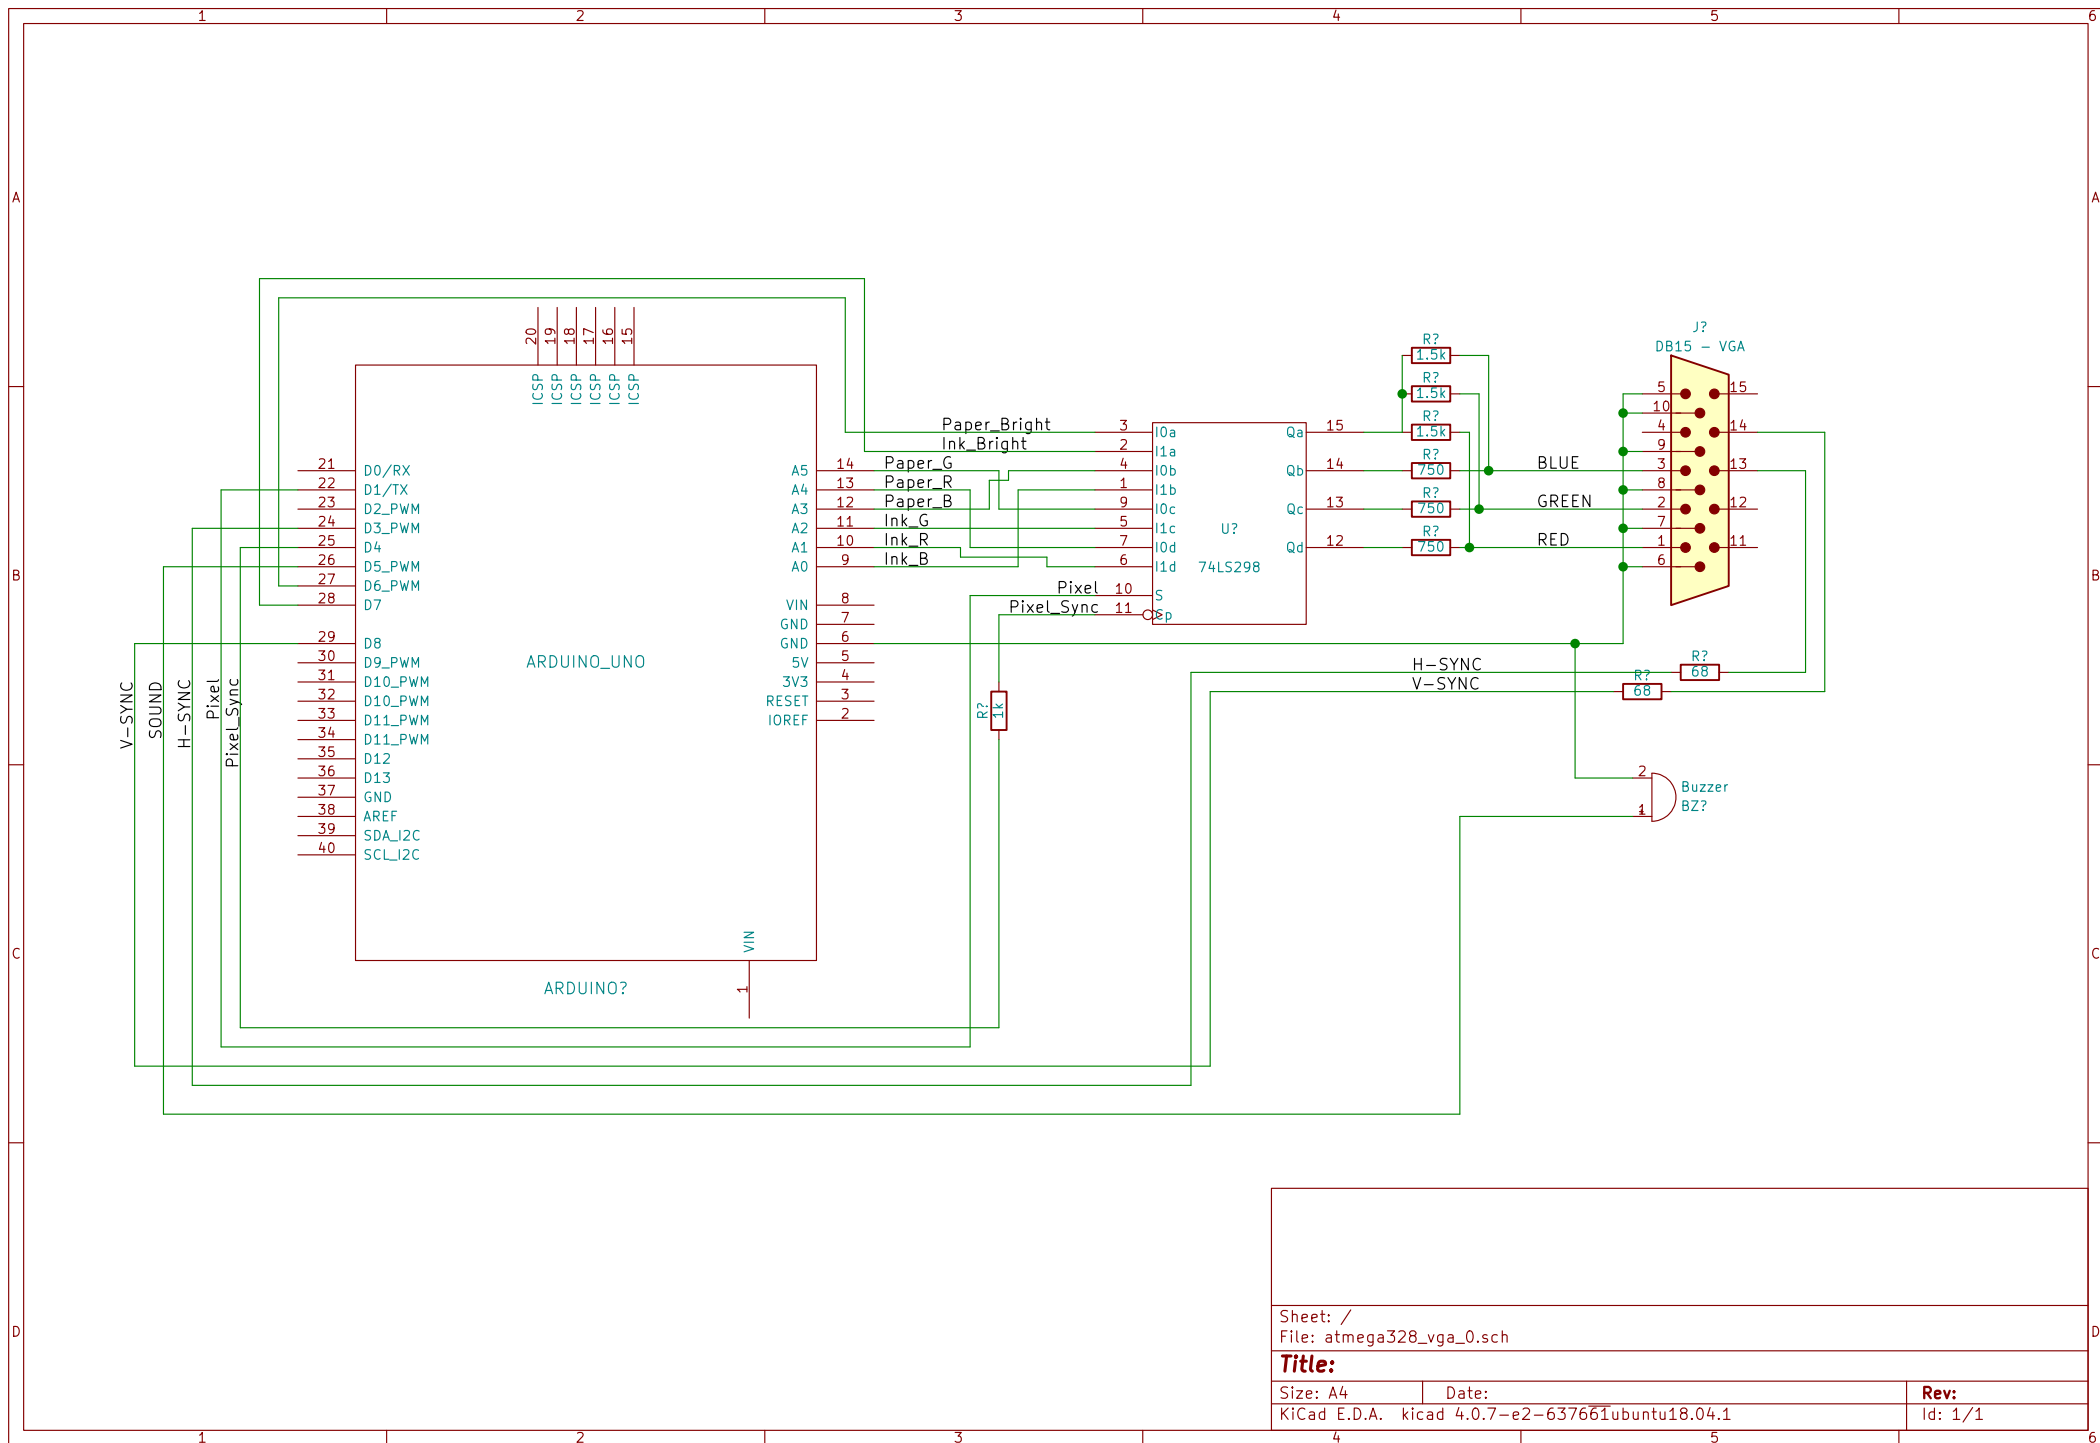 1 2 3 4 5 6
A A
B B
C C
D D
20 19 18 17 16 15
ICSP ICSP ICSP ICSP ICSP ICSP
21 D0/RX
22 D1/TX
23 D2_PWM
24 D3_PWM
25 D4
26 D5_PWM
27 D6_PWM
28 D7
29 D8
30 D9_PWM
31 D10_PWM
32 D10_PWM
33 D11_PWM
34 D11_PWM
35 D12
36 D13
37 GND
38 AREF
39 SDA_I2C
40 SCL_I2C
ARDUINO_UNO
A5 14
A4 13
A3 12
A2 11
A1 10
A0 9
VIN 8
GND 7
GND 6
5V 5
3V3 4
RESET 3
IOREF 2
VIN
1
ARDUINO?
V-SYNC
SOUND
H-SYNC
Pixel
Pixel_Sync
Paper_Bright
Ink_Bright
Paper_G
Paper_R
Paper_B
Ink_G
Ink_R
Ink_B
Pixel
Pixel_Sync
R?
1k
3 I0a
2 I1a
4 I0b
1 I1b
9 I0c
5 I1c
7 I0d
6 I1d
10 S
11 Cp
U?
74LS298
Qa 15
Qb 14
Qc 13
Qd 12
R?
1.5k
R?
1.5k
R?
1.5k
R?
750
R?
750
R?
750
BLUE
GREEN
RED
J?
DB15 - VGA
5
10
4
9
3
8
2
7
1
6
15
14
13
12
11
H-SYNC
V-SYNC
R?
68
R?
68
2
1
Buzzer
BZ?
Sheet: /
File: atmega328_vga_0.sch
Title:
Size: A4 Date: Rev:
KiCad E.D.A. kicad 4.0.7-e2-637661ubuntu18.04.1 Id: 1/1
1 2 3 4 5 6